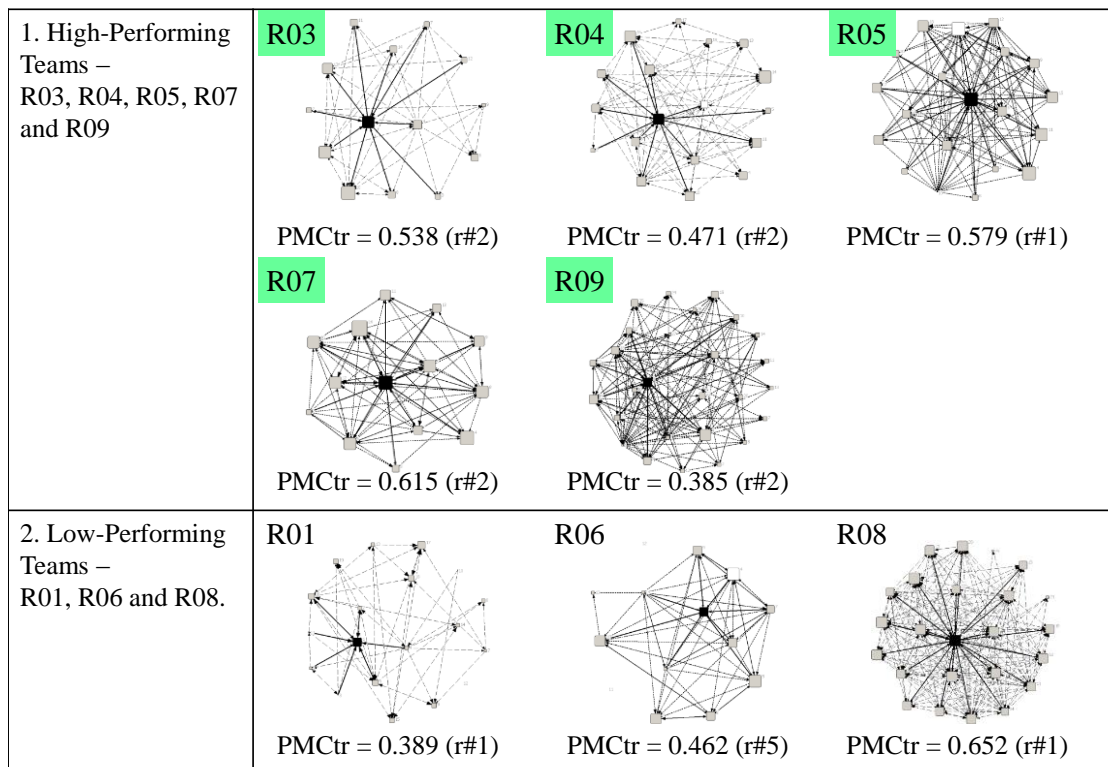 1. High-Performing
Teams –
R03, R04, R05, R07
and R09
R03
R04
R05
PMCtr = 0.538 (r#2)
PMCtr = 0.471 (r#2)
PMCtr = 0.579 (r#1)
R07
R09
PMCtr = 0.615 (r#2)
PMCtr = 0.385 (r#2)
2. Low-Performing
Teams –
R01, R06 and R08.
R01
R06
R08
PMCtr = 0.389 (r#1)
PMCtr = 0.462 (r#5)
PMCtr = 0.652 (r#1)